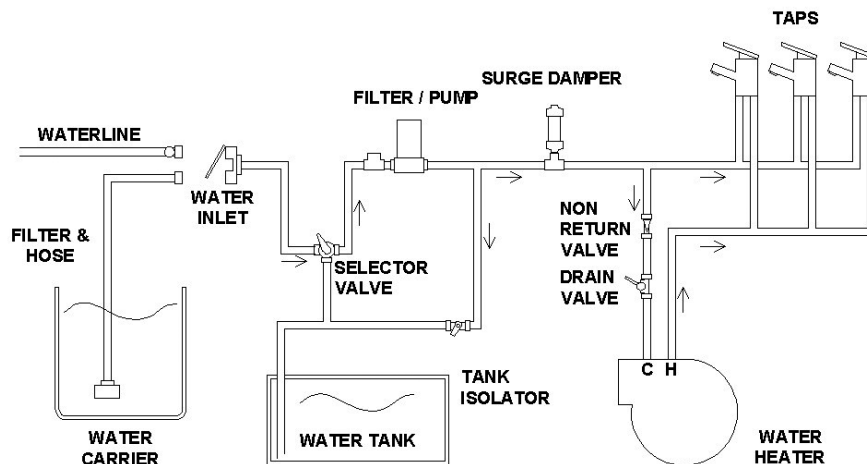 TAPS
SURGE DAMPER
FILTER / PUMP
WATERLINE
WATER
INLET
FILTER &
HOSE
SELECTOR
VALVE
NON
RETURN
VALVE
DRAIN
VALVE
C H
TANK
ISOLATOR
WATER TANK
WATER
CARRIER
WATER
HEATER